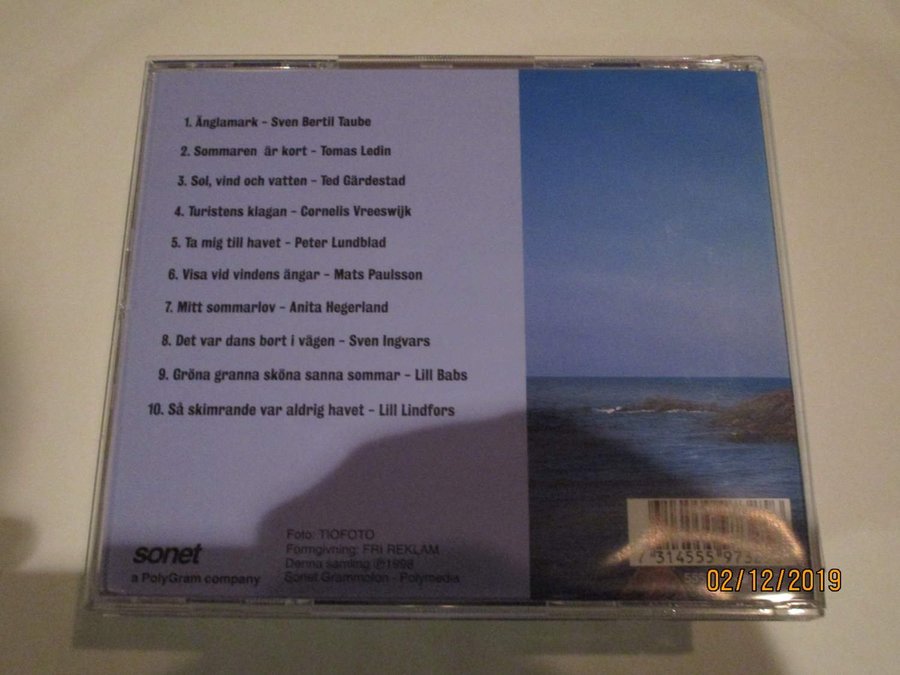 1. Änglamark - Sven Bertil Taube
2. Sommaren är kort - Tomas Ledin
3. Sol, vind och vatten - Ted Gärdestad
4. Turistens klagan - Cornelis Vreeswijk
5. Ta mig till havet - Peter Lundblad
6. Visa vid vindens ängar - Mats Paulsson
7. Mitt sommarlov - Anita Hegerland
8. Det var dans bort i vägen - Sven Ingvars
9. Gröna granna sköna sanna sommar - Lill Babs
10. Så skimrande var aldrig havet - Lill Lindfors
Foto: TIOFOTO
Formgivning: FRI REKLAM
Denna samling ℗1998
Sonet Grammofon - Polymedia
sonet
a PolyGram company
7 314555 97
02/12/2019